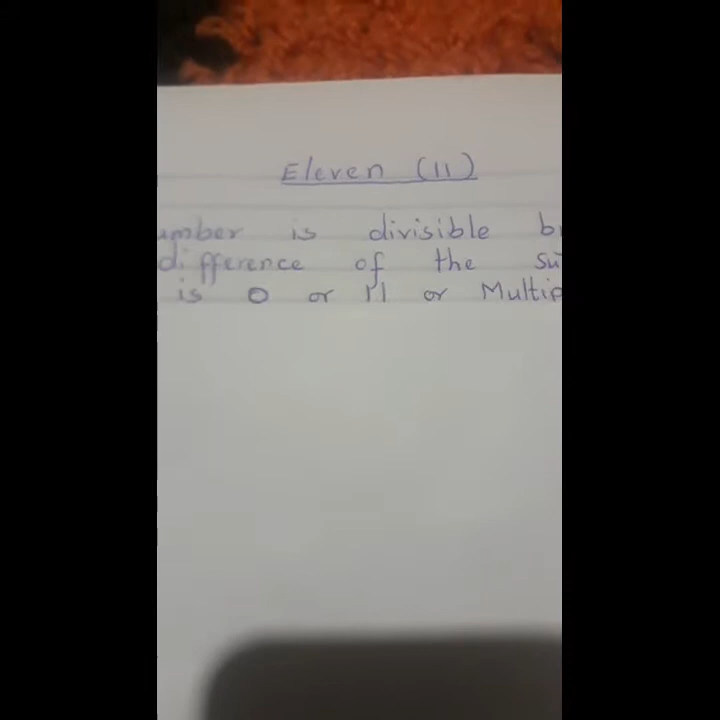 Eleven (11)
umber is divisible b
difference of the su
is 0 or 11 or Multip